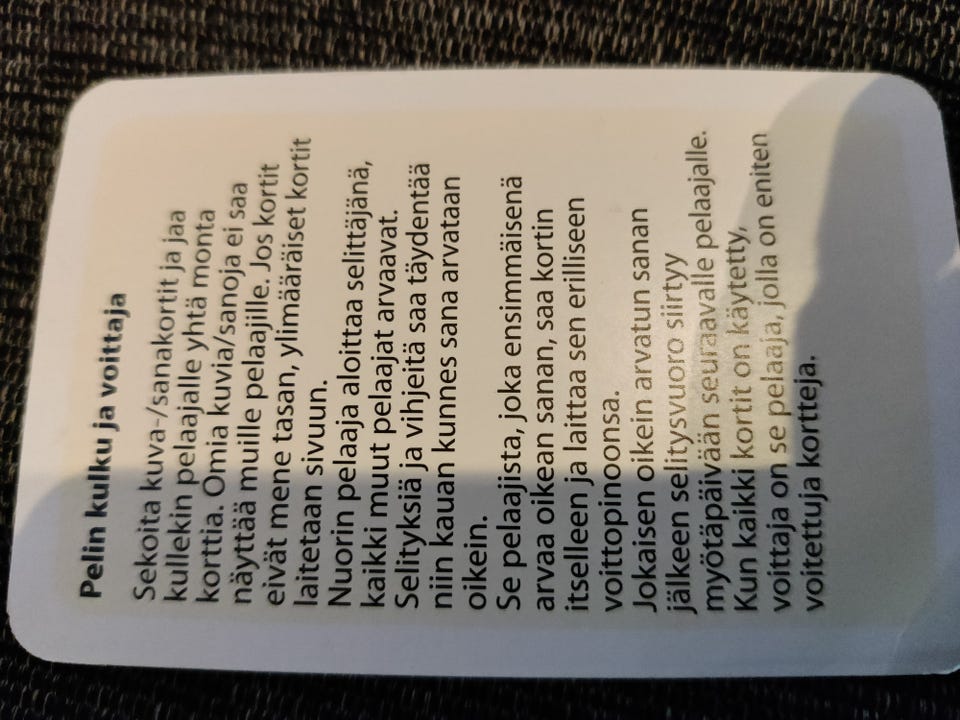 Pelin kulku ja voittaja
Sekoita kuva-/sanakortit ja jaa
kullekin pelaajalle yhtä monta
korttia. Omia kuvia/sanoja ei saa
näyttää muille pelaajille. Jos kortit
eivät mene tasan, ylimääräiset kortit
laitetaan sivuun.
Nuorin pelaaja aloittaa selittäjänä,
kaikki muut pelaajat arvaavat.
Selityksiä ja vihjeitä saa täydentää
niin kauan kunnes sana arvataan
oikein.
Se pelaajista, joka ensimmäisenä
arvaa oikean sanan, saa kortin
itselleen ja laittaa sen erilliseen
voittopinoonsa.
Jokaisen oikein arvatun sanan
jälkeen selitysvuoro siirtyy
myötäpäivään seuraavalle pelaajalle.
Kun kaikki kortit on käytetty,
voittaja on se pelaaja, jolla on eniten
voitettuja kortteja.